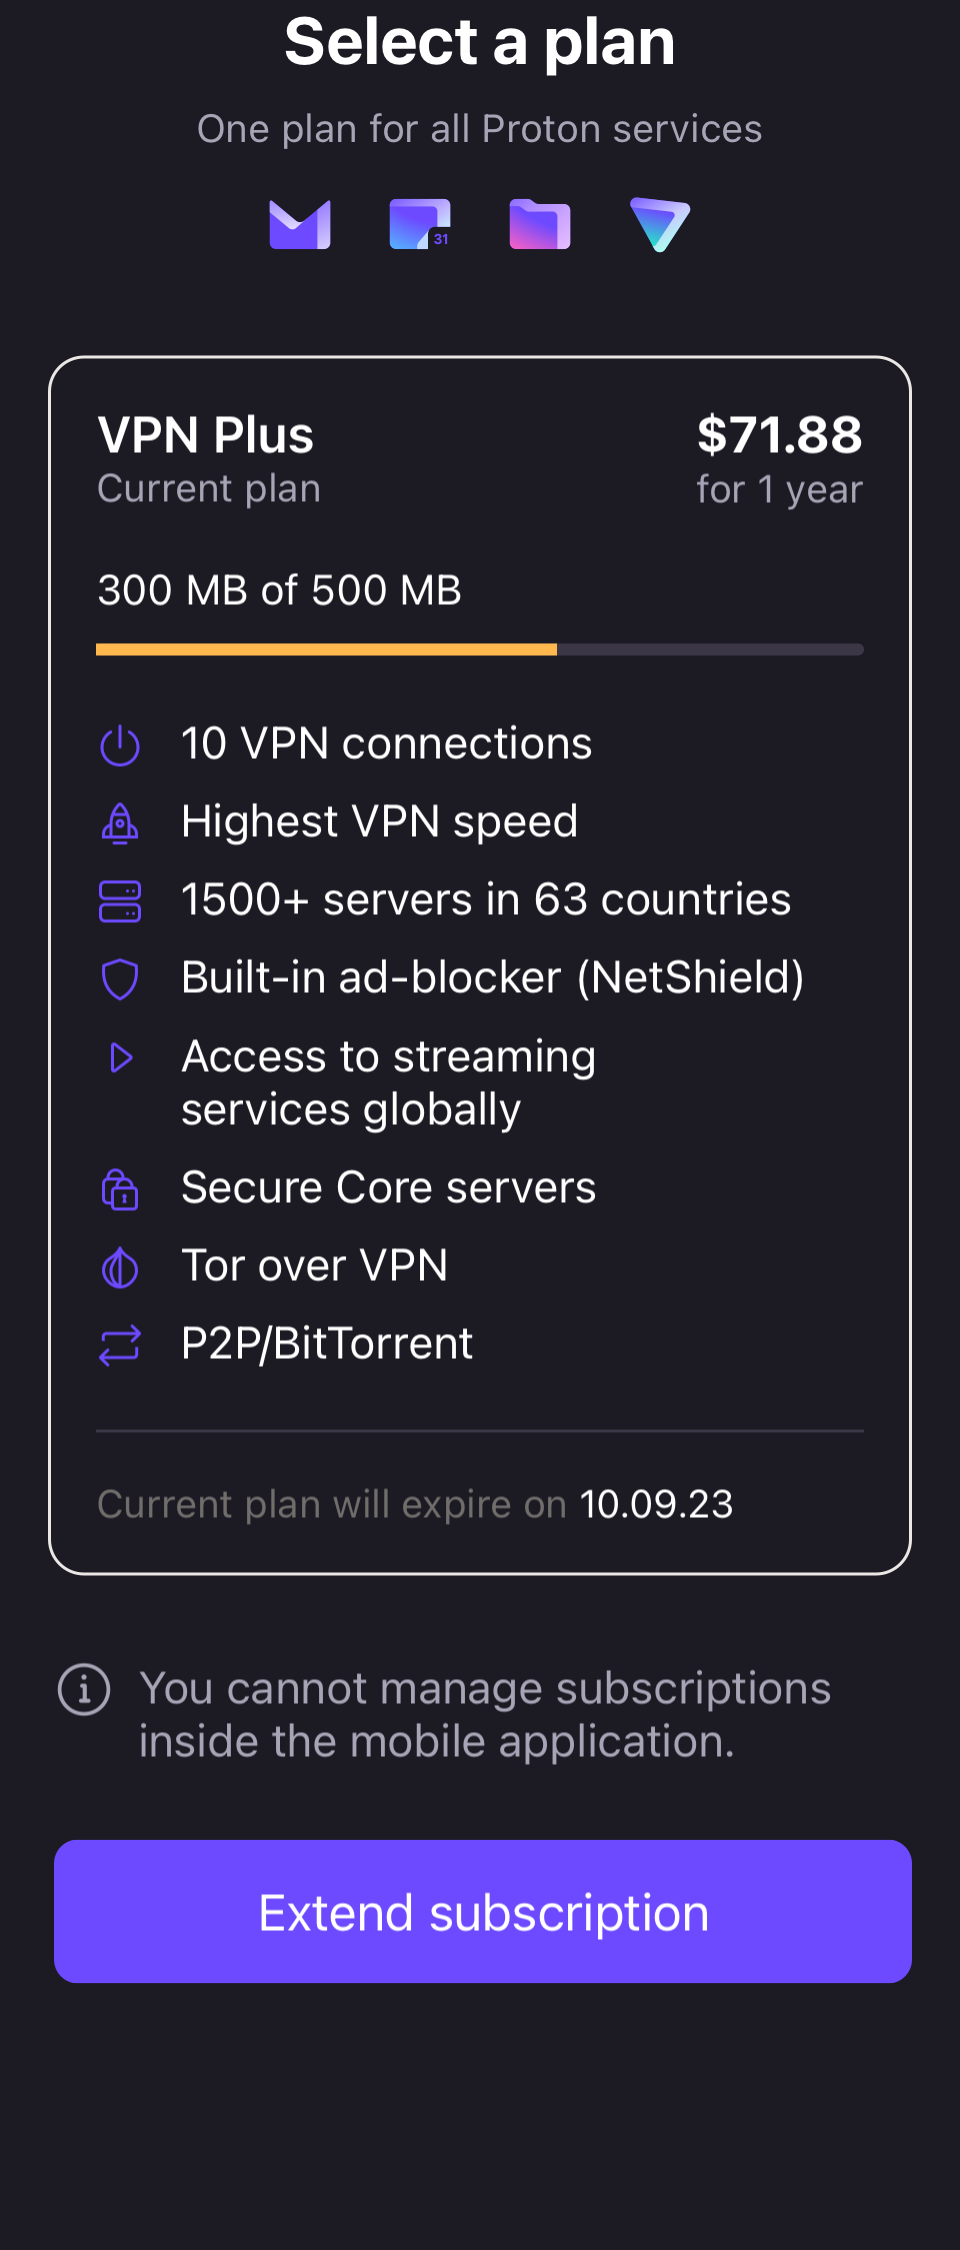 Select a plan
One plan for all Proton services
31
VPN Plus
$71.88
Current plan
for 1 year
300 MB of 500 MB
10 VPN connections
Highest VPN speed
1500+ servers in 63 countries
Built-in ad-blocker (NetShield)
Access to streaming
services globally
Secure Core servers
Tor over VPN
P2P/BitTorrent
Current plan will expire on 10.09.23
You cannot manage subscriptions
inside the mobile application.
Extend subscription